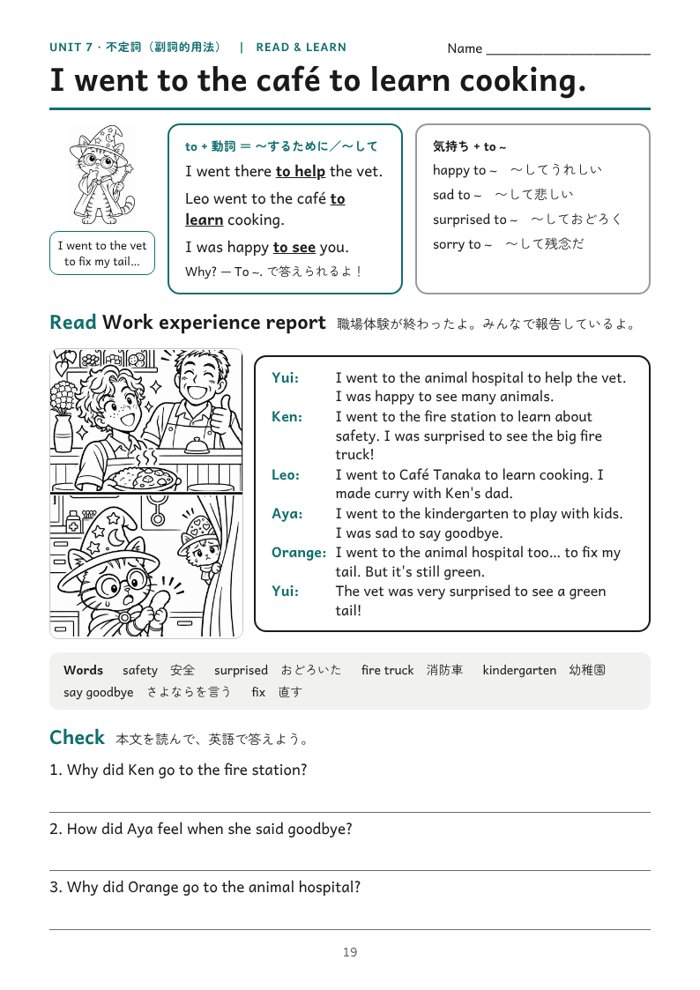 UNIT 7・不定詞（副詞的用法） | READ & LEARN
Name ____________________
I went to the café to learn cooking.
I went to the vet
to fix my tail...
to + 動詞 ＝ 〜するために／〜して
I went there to help the vet.
Leo went to the café to
learn cooking.
I was happy to see you.
Why? — To ~. で答えられるよ！
気持ち + to ~
happy to ~ 〜してうれしい
sad to ~ 〜して悲しい
surprised to ~ 〜しておどろく
sorry to ~ 〜して残念だ
Read Work experience report 職場体験が終わったよ。みんなで報告しているよ。
Yui: I went to the animal hospital to help the vet.
I was happy to see many animals.
Ken: I went to the fire station to learn about
safety. I was surprised to see the big fire
truck!
Leo: I went to Café Tanaka to learn cooking. I
made curry with Ken's dad.
Aya: I went to the kindergarten to play with kids.
I was sad to say goodbye.
Orange: I went to the animal hospital too... to fix my
tail. But it's still green.
Yui: The vet was very surprised to see a green
tail!
Words safety 安全 surprised おどろいた fire truck 消防車 kindergarten 幼稚園
say goodbye さよならを言う fix 直す
Check 本文を読んで、英語で答えよう。
1. Why did Ken go to the fire station?
2. How did Aya feel when she said goodbye?
3. Why did Orange go to the animal hospital?
19